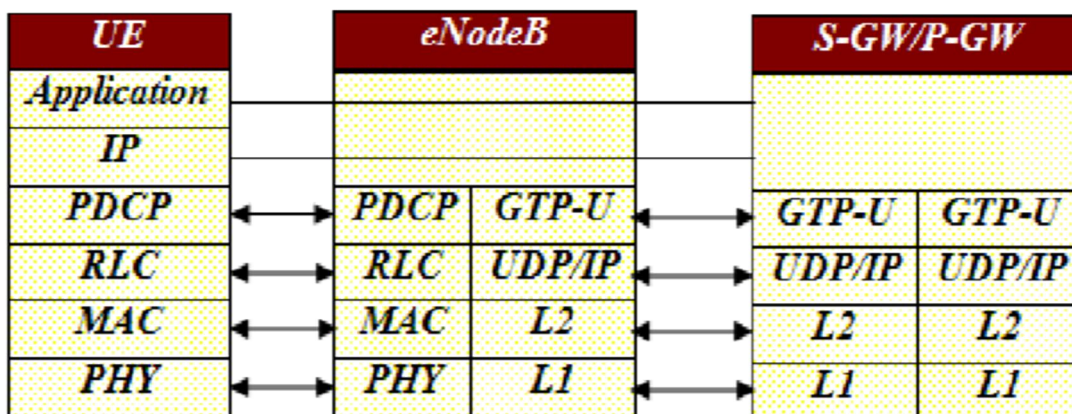 UE eNodeB S-GW/P-GW
Application
IP
PDCP PDCP GTP-U GTP-U GTP-U
RLC RLC UDP/IP UDP/IP UDP/IP
MAC MAC L2 L2 L2
PHY PHY L1 L1 L1